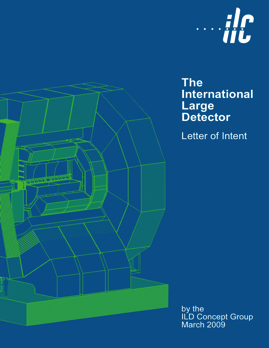 ilc
The
International
Large
Detector
Letter of Intent
by the
ILD Concept Group
March 2009